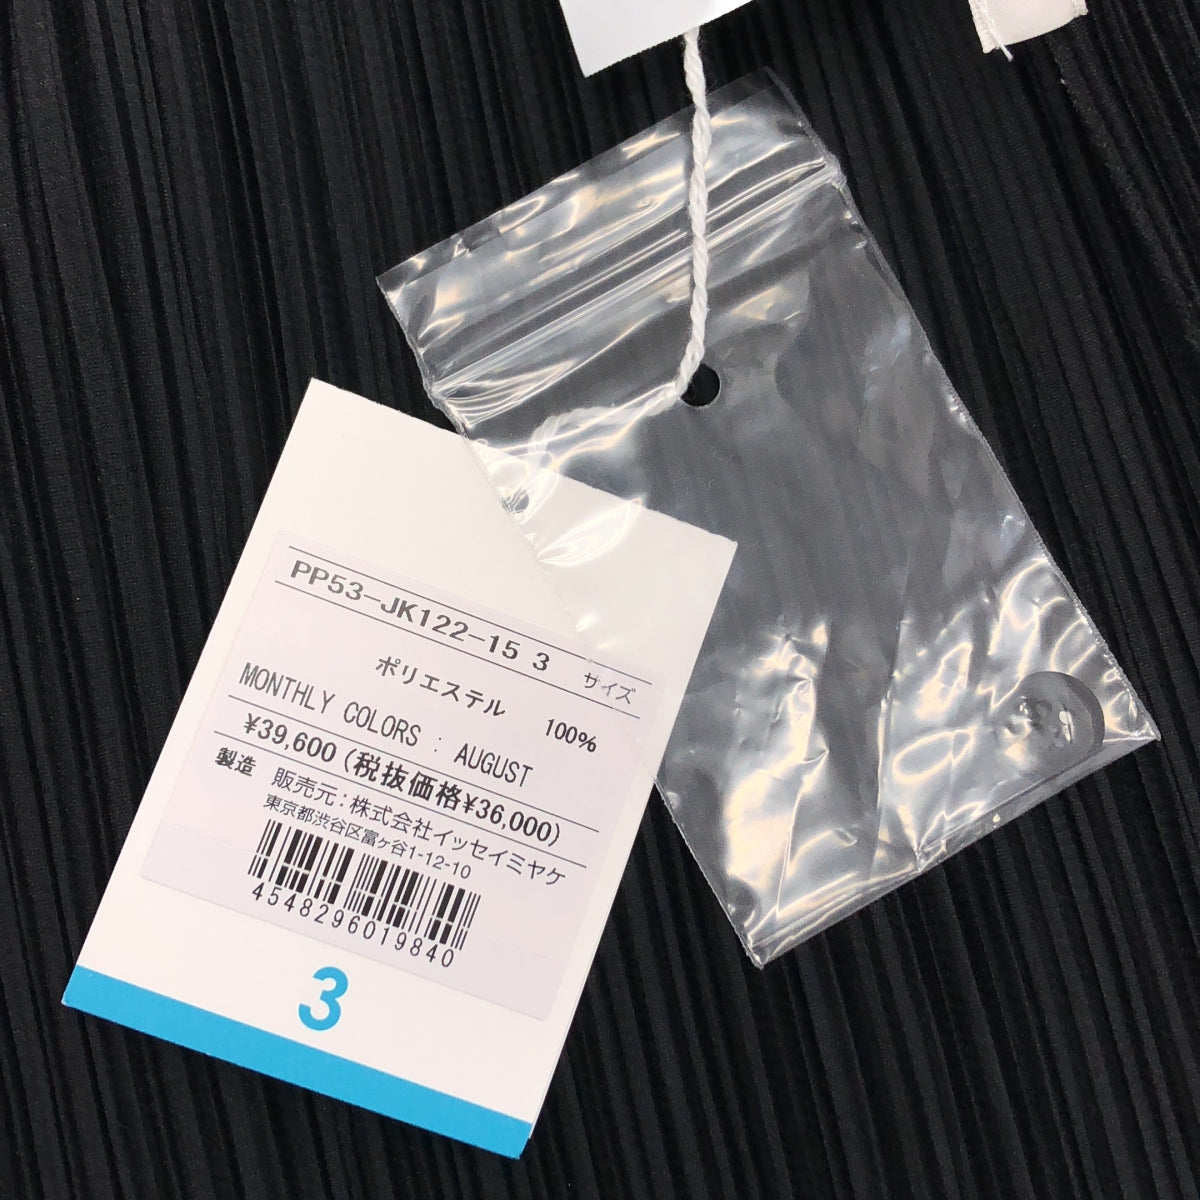 PP53-JK122-15 3 サイズ
ポリエステル 100%
MONTHLY COLORS : AUGUST
¥39,600(税抜価格¥36,000)
製造 販売元:株式会社イッセイミヤケ
東京都渋谷区富ヶ谷1-12-10
4548296019840
3